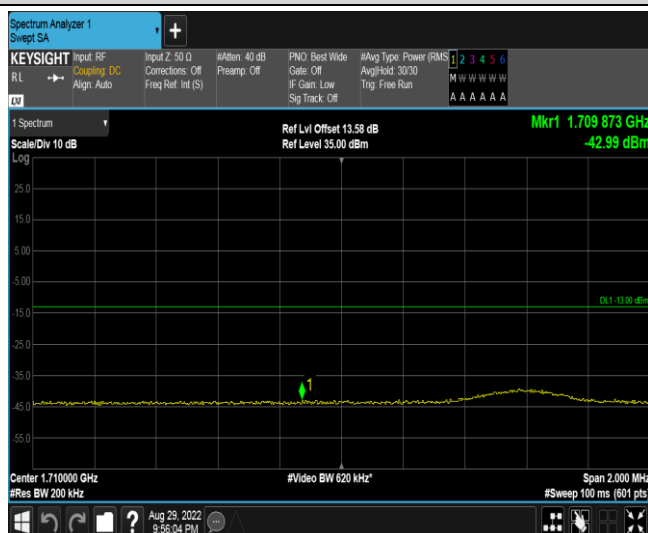 Spectrum Analyzer 1
Swept SA
+
KEYSIGHT
RL
LXI
Input: RF
Coupling: DC
Align: Auto
Input Z: 50 Ω
Corrections: Off
Freq Ref: Int (S)
#Atten: 40 dB
Preamp: Off
PNO: Best Wide
Gate: Off
IF Gain: Low
Sig Track: Off
#Avg Type: Power (RMS
Avg|Hold: 30/30
Trig: Free Run
1 2 3 4 5 6
M W W W W W
A A A A A A
1 Spectrum
Scale/Div 10 dB
Log
Ref Lvl Offset 13.58 dB
Ref Level 35.00 dBm
Mkr1 1.709 873 GHz
-42.99 dBm
25.0
15.0
5.00
-5.00
DL1 -13.00 dBm
-15.0
-25.0
-35.0
1
-45.0
-55.0
Center 1.710000 GHz
#Res BW 200 kHz
#Video BW 620 kHz*
Span 2.000 MHz
#Sweep 100 ms (601 pts)
?
Aug 29, 2022
9:56:04 PM